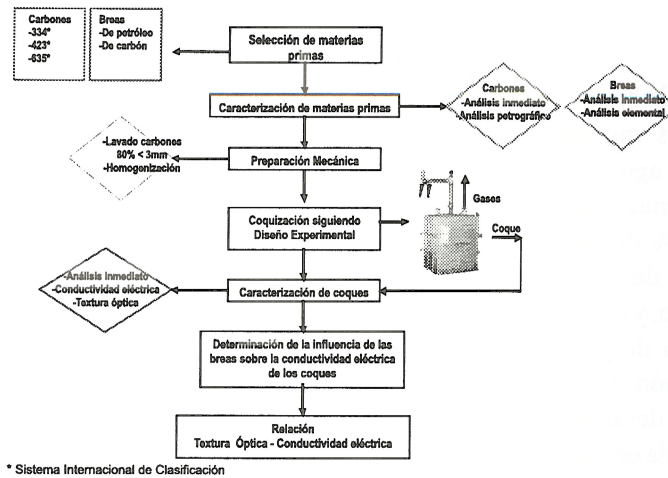 Carbones
-334*
-423*
-635*
Breas
-De petróleo
-De carbón
Selección de materias
primas
Caracterización de materias primas
Carbones
-Análisis inmediato
-Análisis petrográfico
Breas
-Análisis inmediato
-Análisis elemental
-Lavado carbones
80% < 3mm
-Homogenización
Preparación Mecánica
Coquización siguiendo
Diseño Experimental
Gases
Coque
-Análisis inmediato
-Conductividad eléctrica
-Textura óptica
Caracterización de coques
Determinación de la influencia de las
breas sobre la conductividad eléctrica
de los coques
Relación
Textura Óptica - Conductividad eléctrica
* Sistema Internacional de Clasificación